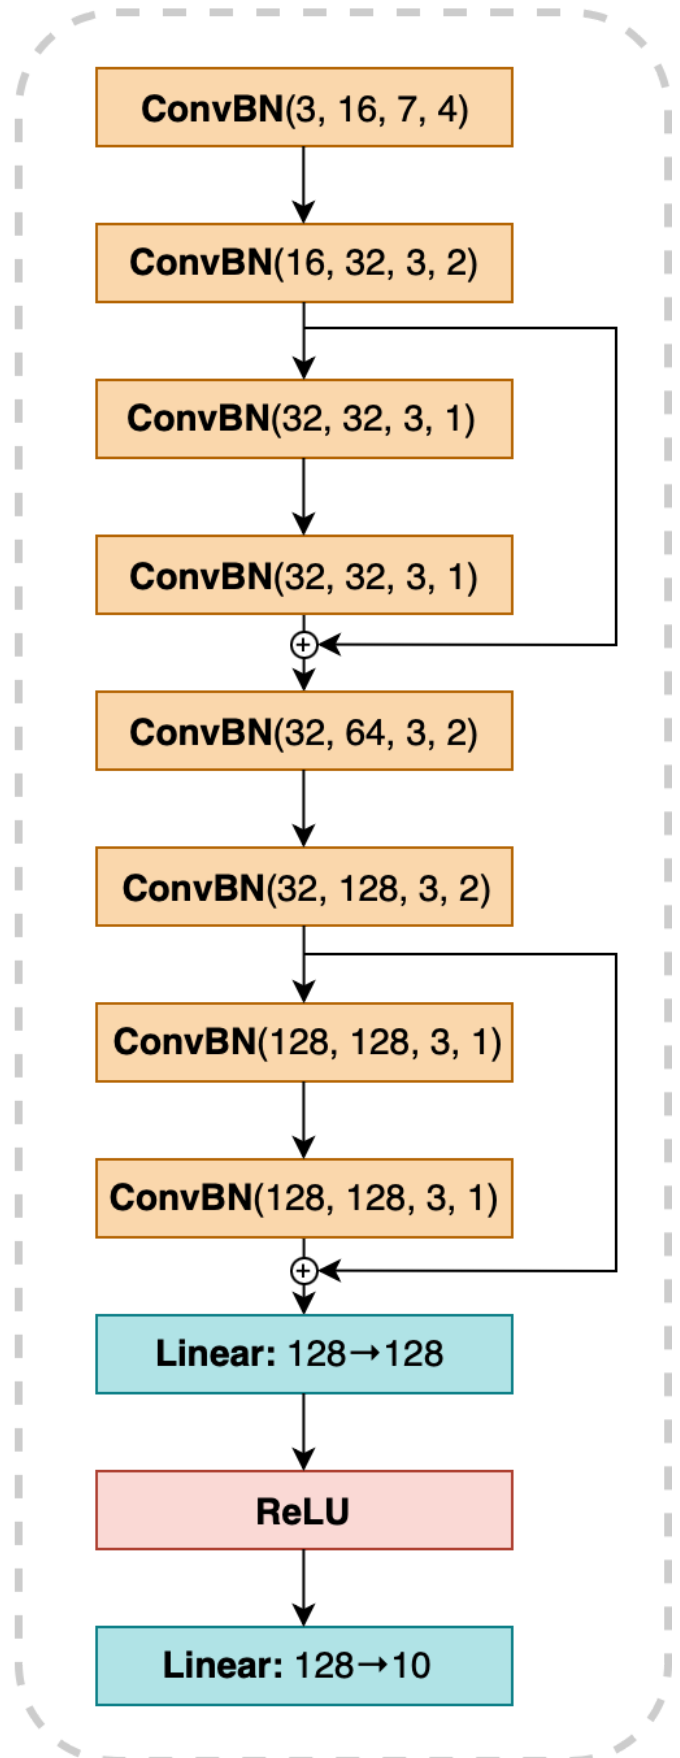 ConvBN(3, 16, 7, 4)
ConvBN(16, 32, 3, 2)
ConvBN(32, 32, 3, 1)
ConvBN(32, 32, 3, 1)
ConvBN(32, 64, 3, 2)
ConvBN(32, 128, 3, 2)
ConvBN(128, 128, 3, 1)
ConvBN(128, 128, 3, 1)
Linear: 128→128
ReLU
Linear: 128→10